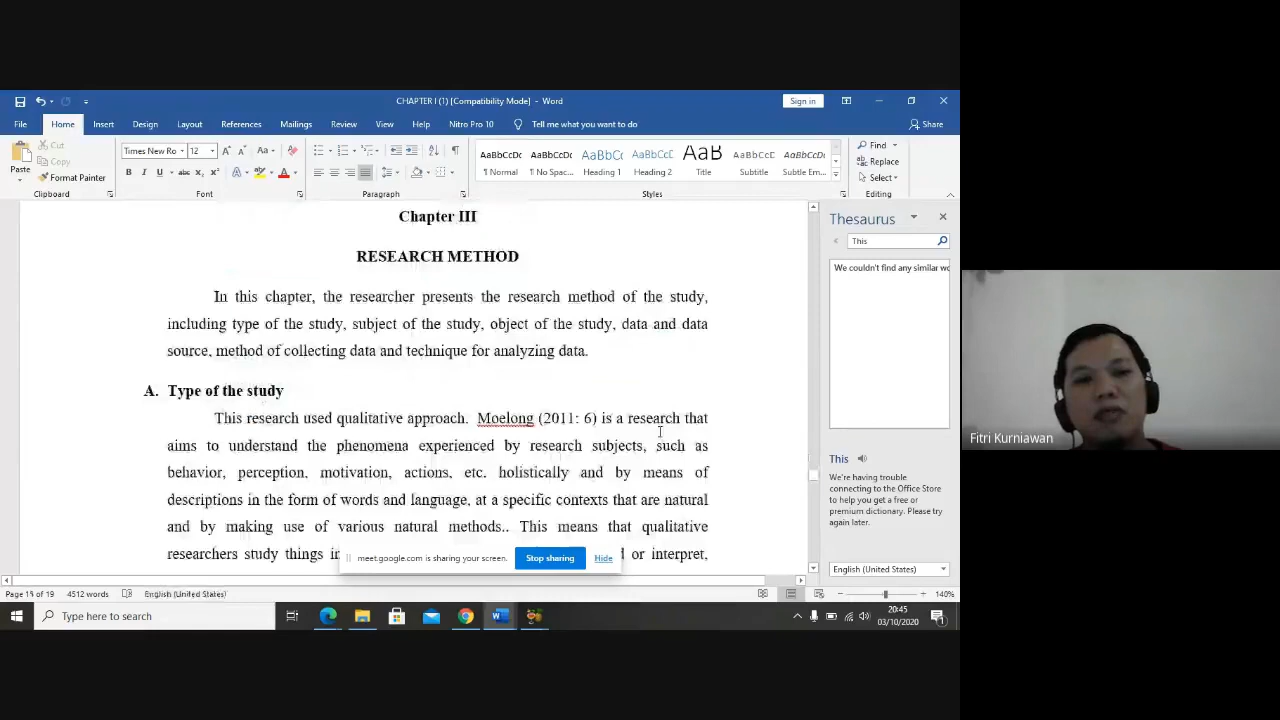 CHAPTER I (1) [Compatibility Mode] - Word
Sign in
File Home Insert Design Layout References Mailings Review View Help Nitro Pro 10 Tell me what you want to do Share
Paste
Cut
Copy
Format Painter
Clipboard
Times New Ro 12
Font
Paragraph
AaBbCcDc AaBbCcDc AaBbCc AaBbCcD AaB AaBbCcD AaBbCcDc
¶ Normal ¶ No Spac... Heading 1 Heading 2 Title Subtitle Subtle Em...
Styles
Find
Replace
Select
Editing
Chapter III
RESEARCH METHOD
In this chapter, the researcher presents the research method of the study,
including type of the study, subject of the study, object of the study, data and data
source, method of collecting data and technique for analyzing data.
A. Type of the study
This research used qualitative approach. Moelong (2011: 6) is a research that
aims to understand the phenomena experienced by research subjects, such as
behavior, perception, motivation, actions, etc. holistically and by means of
descriptions in the form of words and language, at a specific contexts that are natural
and by making use of various natural methods.. This means that qualitative
researchers study things in
or interpret,
meet.google.com is sharing your screen.
Stop sharing
Hide
Thesaurus
This
We couldn't find any similar wo
This
We're having trouble
connecting to the Office Store
to help you get a free or
premium dictionary. Please try
again later.
English (United States)
Page 15 of 19 4512 words English (United States) 140%
Type here to search
20:45
03/10/2020
Fitri Kurniawan